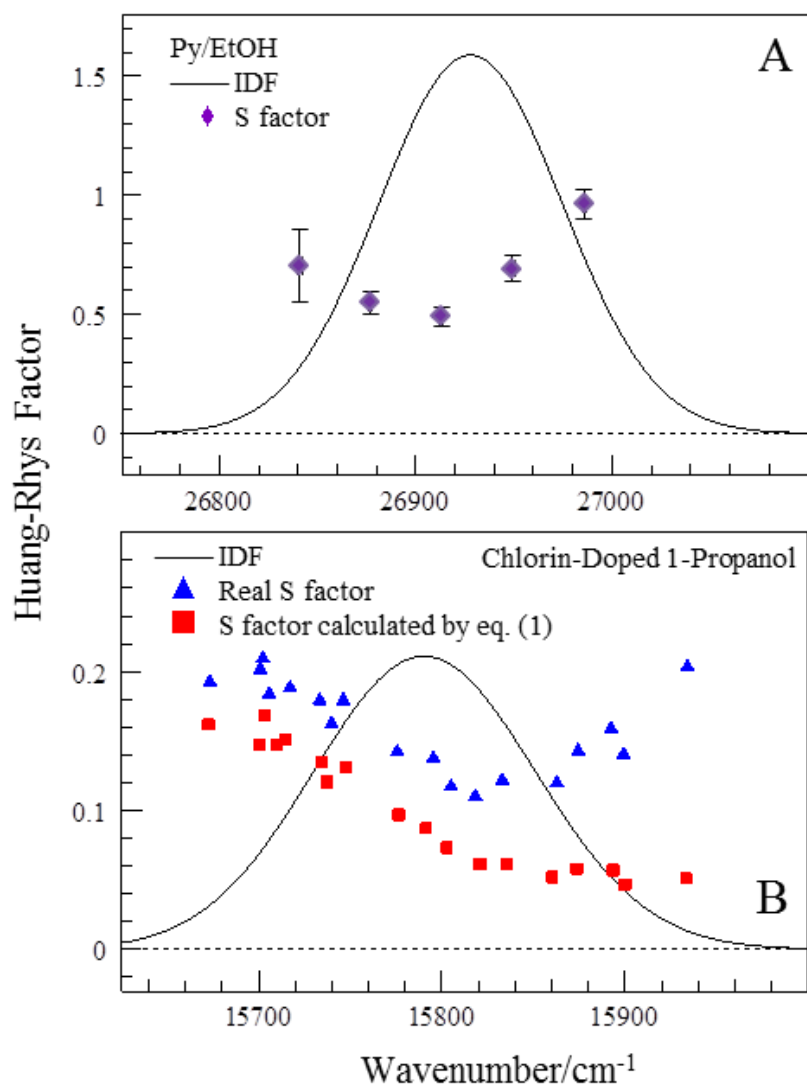 Py/EtOH
IDF
S factor
A
1.5
1
0.5
0
26800
26900
27000
Huang-Rhys Factor
IDF
Chlorin-Doped 1-Propanol
Real S factor
S factor calculated by eq. (1)
0.2
0.1
0
B
15700
15800
15900
Wavenumber/cm⁻¹